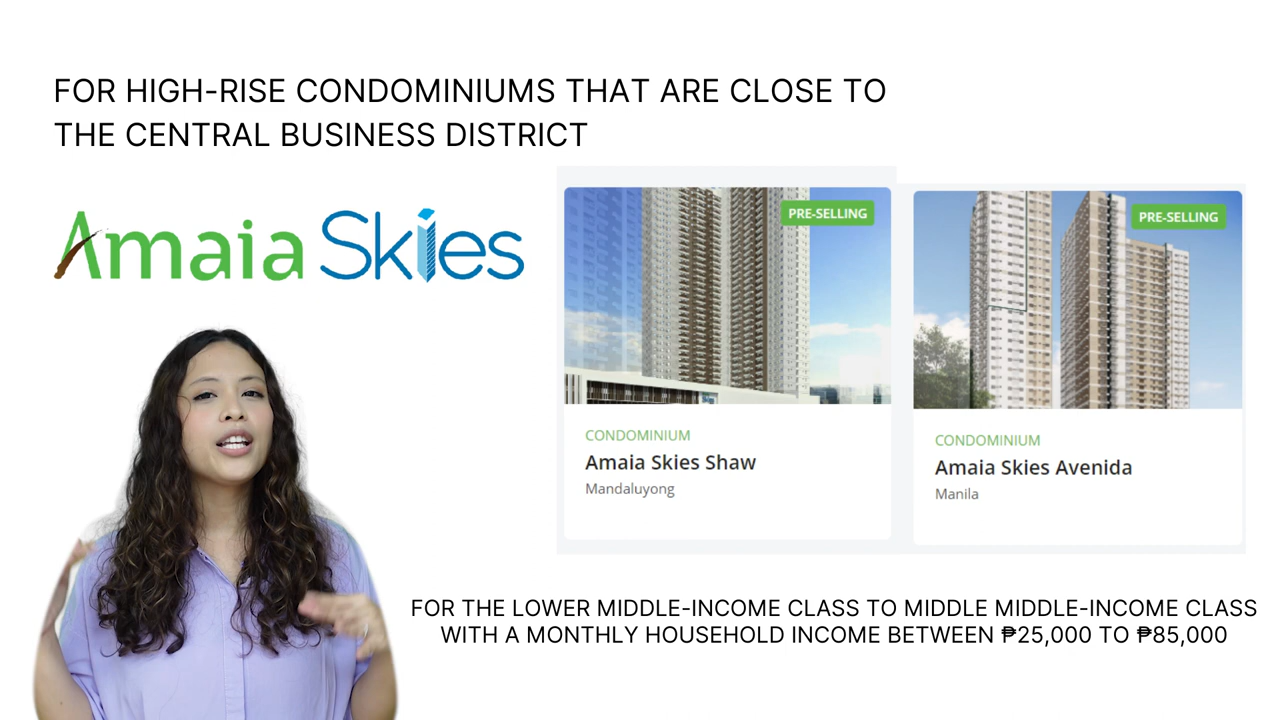 FOR HIGH-RISE CONDOMINIUMS THAT ARE CLOSE TO
THE CENTRAL BUSINESS DISTRICT
Amaia Skies
PRE-SELLING
CONDOMINIUM
Amaia Skies Shaw
Mandaluyong
PRE-SELLING
CONDOMINIUM
Amaia Skies Avenida
Manila
FOR THE LOWER MIDDLE-INCOME CLASS TO MIDDLE MIDDLE-INCOME CLASS
WITH A MONTHLY HOUSEHOLD INCOME BETWEEN ₱25,000 TO ₱85,000